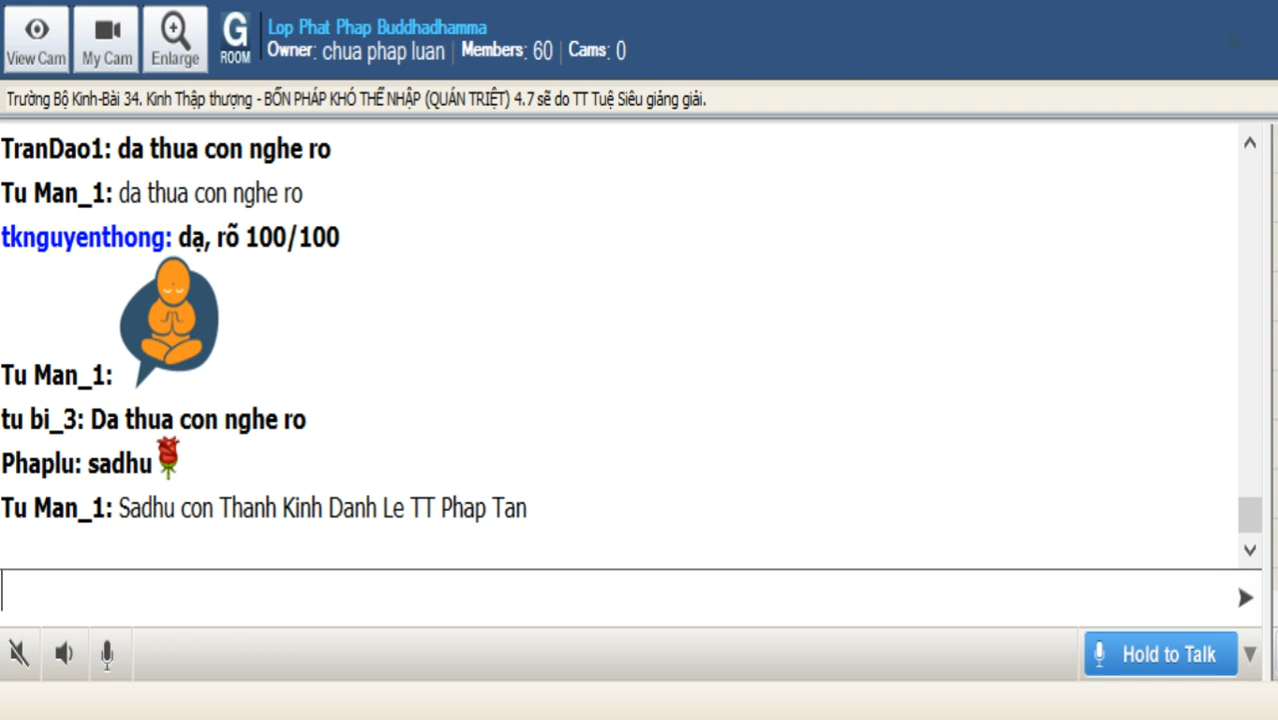 View Cam
My Cam
Enlarge
G
ROOM
Lop Phat Phap Buddhadhamma
Owner: chua phap luan | Members: 60 | Cams: 0
Trường Bộ Kinh-Bài 34. Kinh Thập thượng - BỐN PHÁP KHÓ THỂ NHẬP (QUÁN TRIỆT) 4.7 sẽ do TT Tuệ Siêu giảng giải.
TranDao1: da thua con nghe ro
Tu Man_1: da thua con nghe ro
tknguyenthong: dạ, rõ 100/100
Tu Man_1:
tu bi_3: Da thua con nghe ro
Phaplu: sadhu
Tu Man_1: Sadhu con Thanh Kinh Danh Le TT Phap Tan
Hold to Talk